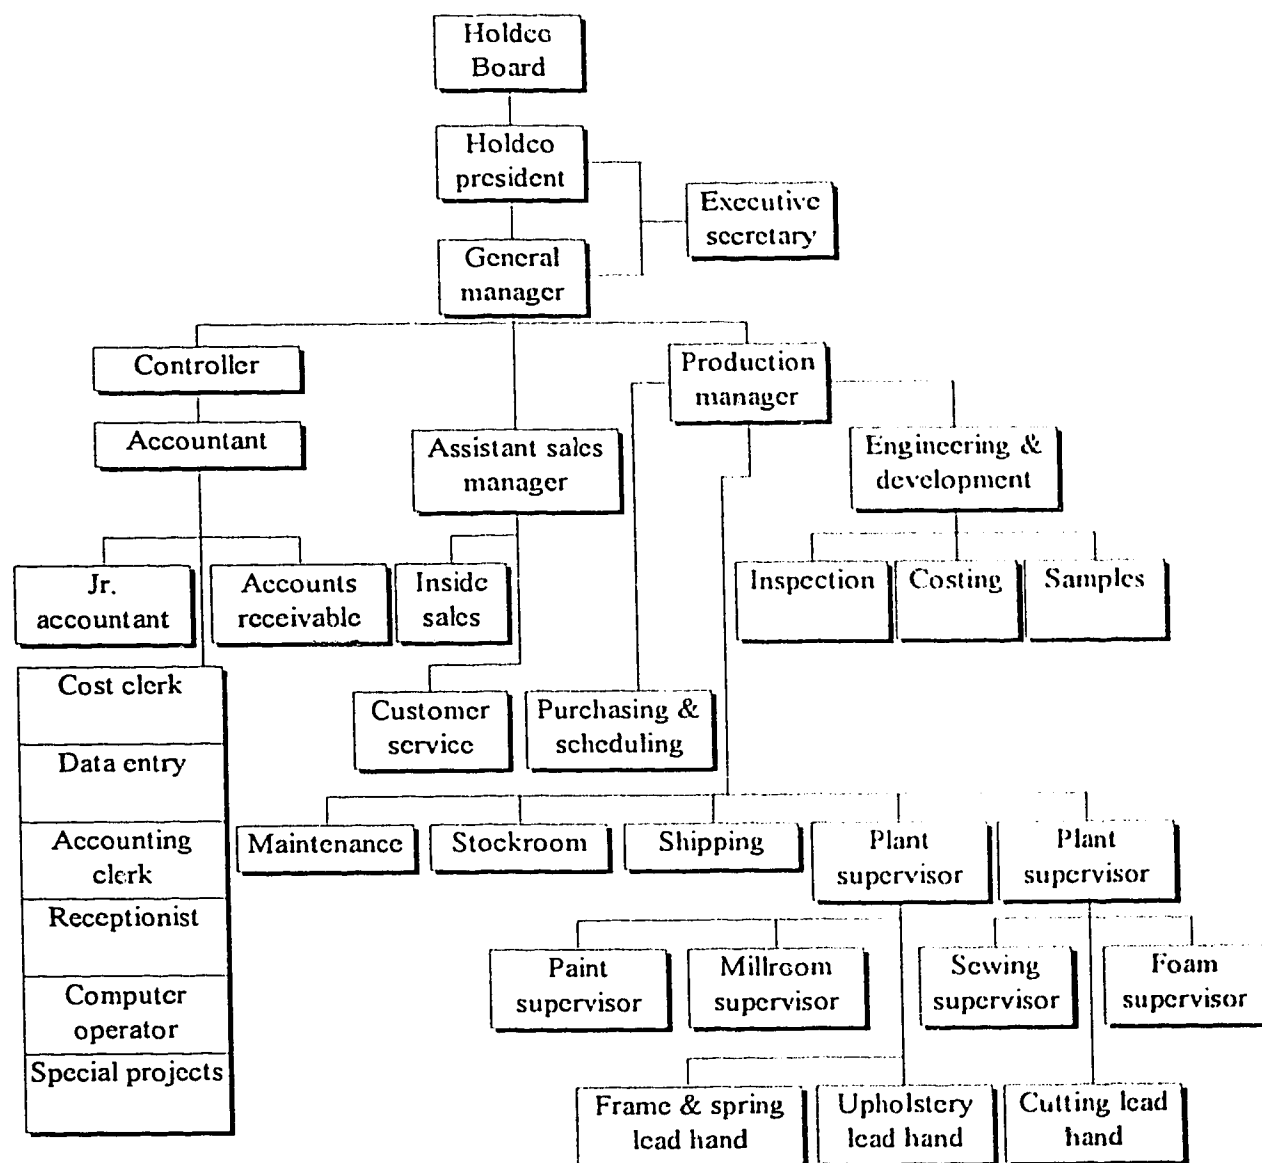 Holdco
Board
Holdco
president
Executive
secretary
General
manager
Controller
Production
manager
Accountant
Assistant sales
manager
Engineering &
development
Jr.
accountant
Accounts
receivable
Inside
sales
Inspection
Costing
Samples
Cost clerk
Customer
service
Purchasing &
scheduling
Data entry
Accounting
clerk
Maintenance
Stockroom
Shipping
Plant
supervisor
Plant
supervisor
Receptionist
Paint
supervisor
Millroom
supervisor
Sewing
supervisor
Foam
supervisor
Computer
operator
Special projects
Frame & spring
lead hand
Upholstery
lead hand
Cutting lead
hand